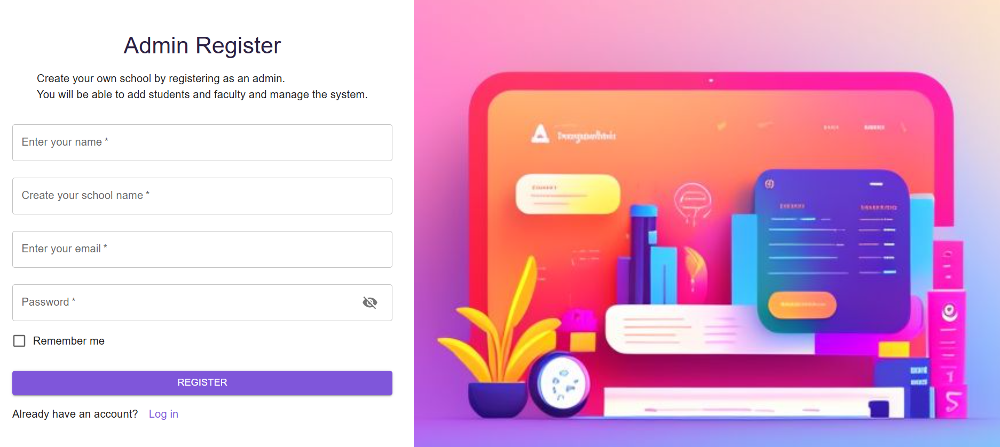 Admin Register
Create your own school by registering as an admin.
You will be able to add students and faculty and manage the system.
Enter your name *
Create your school name *
Enter your email *
Password *
Remember me
REGISTER
Already have an account? Log in